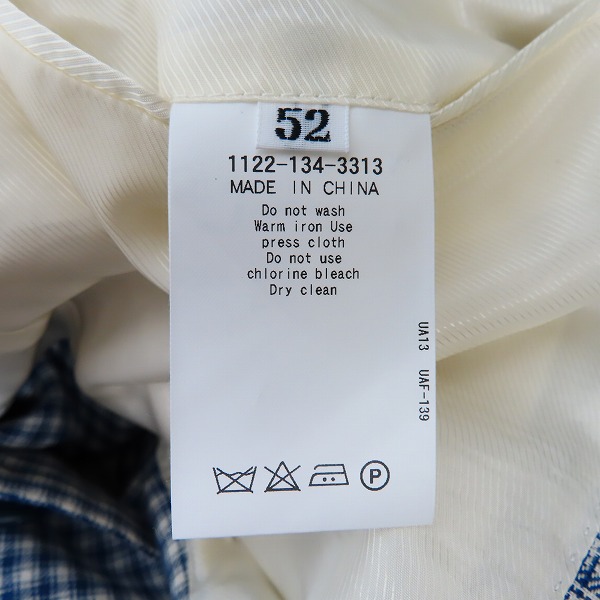 52
1122-134-3313
MADE IN CHINA
Do not wash
Warm iron Use
press cloth
Do not use
chlorine bleach
Dry clean
UA13 UAF-139
P